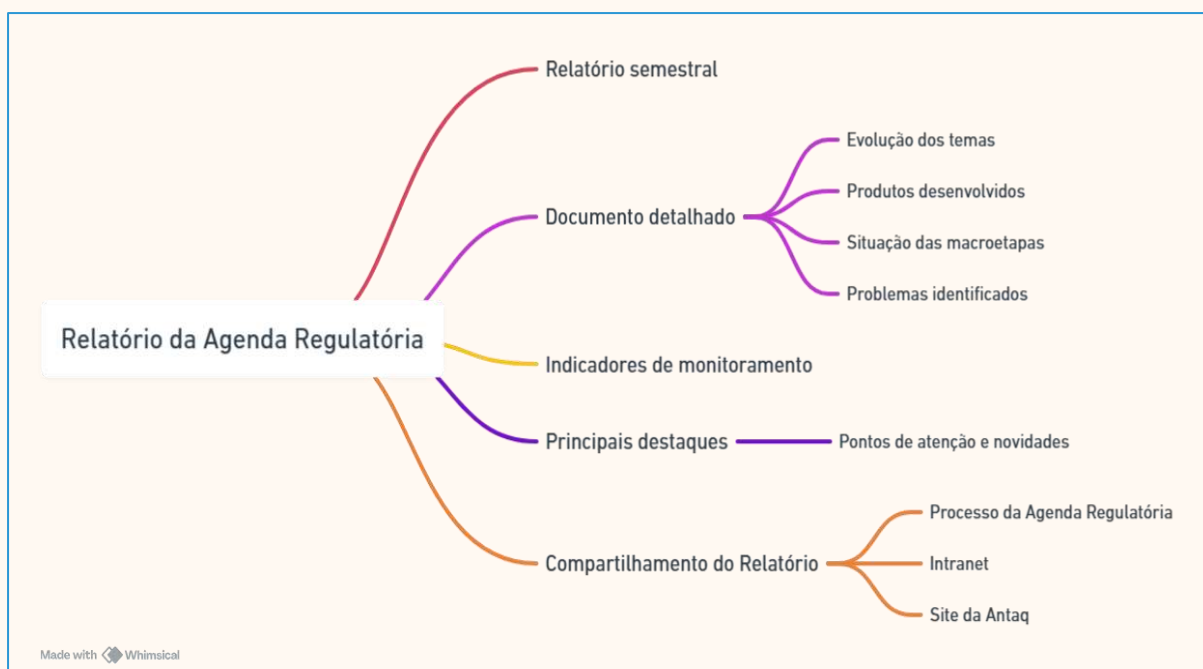 Relatório da Agenda Regulatória
Relatório semestral
Documento detalhado
Evolução dos temas
Produtos desenvolvidos
Situação das macroetapas
Problemas identificados
Indicadores de monitoramento
Principais destaques
Pontos de atenção e novidades
Compartilhamento do Relatório
Processo da Agenda Regulatória
Intranet
Site da Antaq
Made with Whimsical